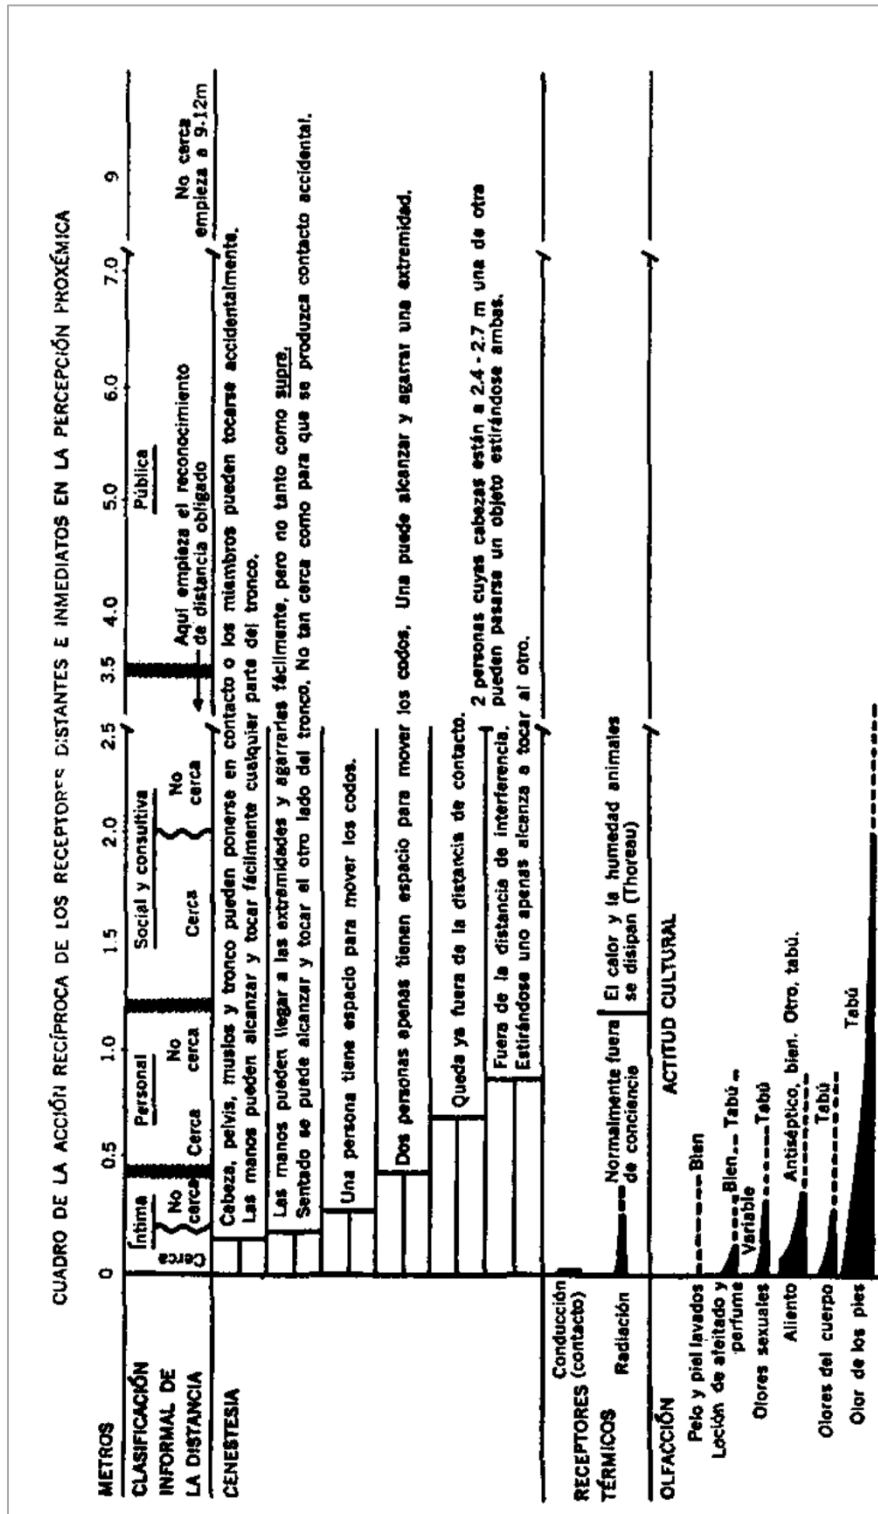 CUADRO DE LA ACCIÓN RECÍPROCA DE LOS RECEPTORES DISTANTES E INMEDIATOS EN LA PERCEPCIÓN PROXÉMICA
METROS 0 0.5 1.0 1.5 2.0 2.5 3.5 4.0 5.0 6.0 7.0 9
CLASIFICACIÓN
INFORMAL DE
LA DISTANCIA
Íntima
Cerca
No
cerca
Personal
Cerca
No
cerca
Social y consultiva
Cerca
No
cerca
Pública
Aquí empieza el reconocimiento
de distancia obligado
No cerca
empieza a 9-12m
CENESTESIA
Cabeza, pelvis, muslos y tronco pueden ponerse en contacto o los miembros pueden tocarse accidentalmente.
Las manos pueden alcanzar y tocar fácilmente cualquier parte del tronco.
Las manos pueden llegar a las extremidades y agarrarles fácilmente, pero no tanto como supra.
Sentado se puede alcanzar y tocar el otro lado del tronco. No tan cerca como para que se produzca contacto accidental.
Una persona tiene espacio para mover los codos.
Dos personas apenas tienen espacio para mover los codos. Una puede alcanzar y agarrar una extremidad.
Queda ya fuera de la distancia de contacto.
2 personas cuyas cabezas están a 2.4 - 2.7 m una de otra
pueden pasarse un objeto estirándose ambas.
Fuera de la distancia de interferencia.
Estirándose uno apenas alcanza a tocar al otro.
RECEPTORES
TÉRMICOS
Conducción
(contacto)
Radiación
Normalmente fuera
de conciencia
El calor y la humedad animales
se disipan (Thoreau)
OLFACCIÓN
ACTITUD CULTURAL
Pelo y piel lavados
Bien
Loción de afeitado y
perfume
Bien
Tabú
Variable
Olores sexuales
Tabú
Aliento
Antiséptico, bien. Otro, tabú.
Olores del cuerpo
Tabú
Olor de los pies
Tabú